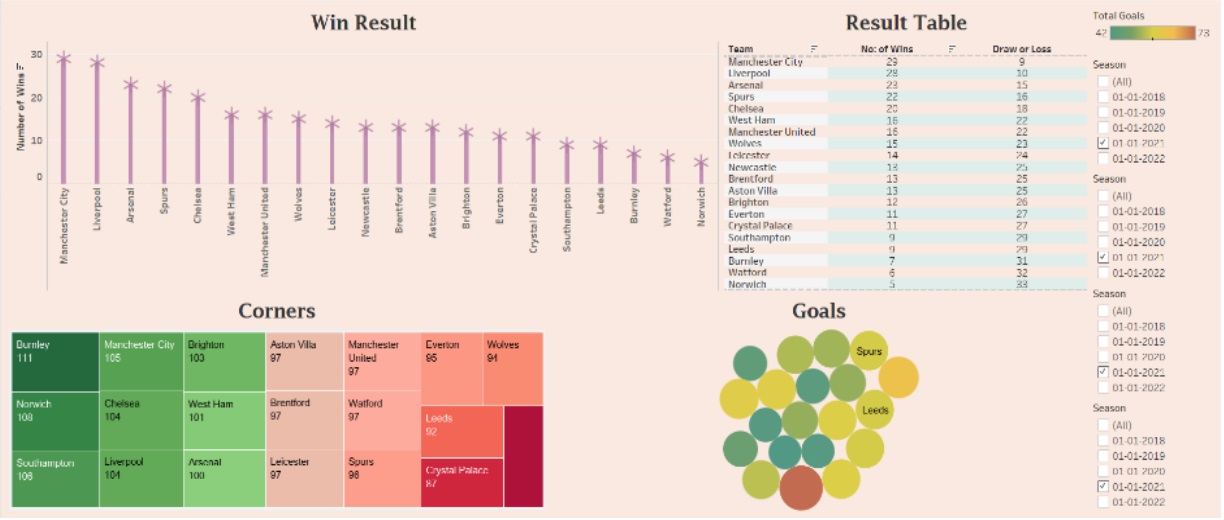 Win Result
Number of Wins
30
20
10
0
Manchester City
Liverpool
Arsenal
Spurs
Chelsea
West Ham
Manchester United
Wolves
Leicester
Newcastle
Brentford
Aston Villa
Brighton
Everton
Crystal Palace
Southampton
Leeds
Burnley
Watford
Norwich
Result Table
Team No: of Wins Draw or Loss
Manchester City 29 9
Liverpool 28 10
Arsenal 23 15
Spurs 22 16
Chelsea 20 18
West Ham 16 22
Manchester United 16 22
Wolves 15 23
Leicester 14 24
Newcastle 13 25
Brentford 13 25
Aston Villa 13 25
Brighton 12 26
Everton 11 27
Crystal Palace 11 27
Southampton 9 29
Leeds 9 29
Burnley 7 31
Watford 6 32
Norwich 5 33
Total Goals
42 73
Season
(All)
01-01-2018
01-01-2019
01-01-2020
01-01-2021
01-01-2022
Season
(All)
01-01-2018
01-01-2019
01-01-2020
01-01-2021
01-01-2022
Season
(All)
01-01-2018
01-01-2019
01-01-2020
01-01-2021
01-01-2022
Season
(All)
01-01-2018
01-01-2019
01-01-2020
01-01-2021
01-01-2022
Corners
Burnley
111
Norwich
108
Southampton
106
Manchester City
105
Chelsea
104
Liverpool
104
Brighton
103
West Ham
101
Arsenal
100
Aston Villa
97
Brentford
97
Leicester
97
Manchester
United
97
Watford
97
Spurs
96
Everton
95
Wolves
94
Leeds
92
Crystal Palace
87
Goals
Spurs
Leeds